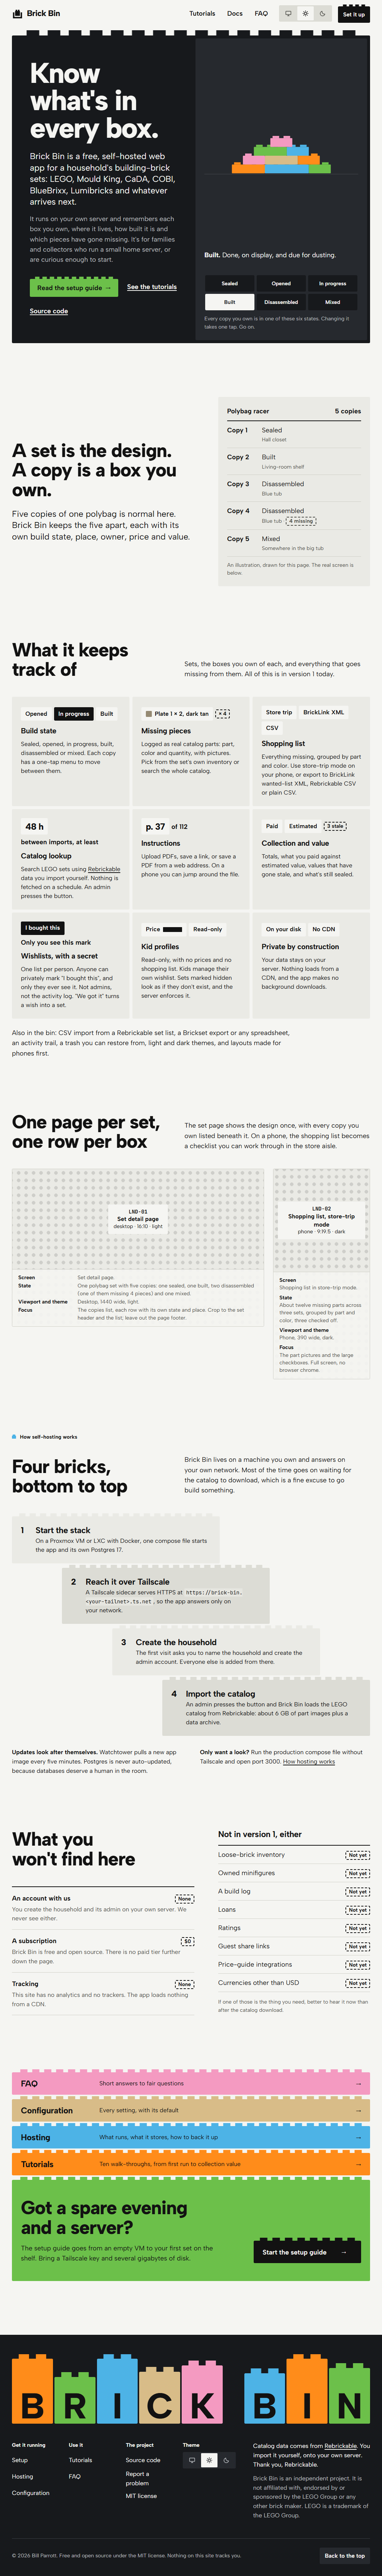 Brick Bin
Tutorials Docs FAQ
Set it up
Know
what's in
every box.
Brick Bin is a free, self-hosted web
app for a household's building-brick
sets: LEGO, Mould King, CaDA, COBI,
BlueBrixx, Lumibricks and whatever
arrives next.
It runs on your own server and remembers each
box you own, where it lives, how built it is and
which pieces have gone missing. It's for families
and collectors who run a small home server, or
are curious enough to start.
Read the setup guide →
See the tutorials
Source code
Built. Done, on display, and due for dusting.
Sealed Opened In progress
Built Disassembled Mixed
Every copy you own is in one of these six states. Changing it
takes one tap. Go on.
A set is the design.
A copy is a box you
own.
Five copies of one polybag is normal here.
Brick Bin keeps the five apart, each with its
own build state, place, owner, price and value.
Polybag racer 5 copies
Copy 1 Sealed
Hall closet
Copy 2 Built
Living-room shelf
Copy 3 Disassembled
Blue tub
Copy 4 Disassembled
Blue tub 4 missing
Copy 5 Mixed
Somewhere in the big tub
An illustration, drawn for this page. The real screen is
below.
What it keeps
track of
Sets, the boxes you own of each, and everything that goes
missing from them. All of this is in version 1 today.
Opened In progress Built
Build state
Sealed, opened, in progress, built,
disassembled or mixed. Each copy
has a one-tap menu to move
between them.
Plate 1 × 2, dark tan × 4
Missing pieces
Logged as real catalog parts: part,
color and quantity, with pictures.
Pick from the set's own inventory or
search the whole catalog.
Store trip BrickLink XML
CSV
Shopping list
Everything missing, grouped by part
and color. Use store-trip mode on
your phone, or export to BrickLink
wanted-list XML, Rebrickable CSV
or plain CSV.
48 h
between imports, at least
Catalog lookup
Search LEGO sets using Rebrickable
data you import yourself. Nothing is
fetched on a schedule. An admin
presses the button.
p. 37 of 112
Instructions
Upload PDFs, save a link, or save a
PDF from a web address. On a
phone you can jump around the file.
Paid Estimated 3 stale
Collection and value
Totals, what you paid against
estimated value, values that have
gone stale, and what's still sealed.
I bought this
Only you see this mark
Wishlists, with a secret
One list per person. Anyone can
privately mark "I bought this", and
only they ever see it. Not admins,
not the activity log. "We got it" turns
a wish into a set.
Price Read-only
Kid profiles
Read-only, with no prices and no
shopping list. Kids manage their
own wishlist. Sets marked hidden
look as if they don't exist, and the
server enforces it.
On your disk No CDN
Private by construction
Your data stays on your
server. Nothing loads from a
CDN, and the app makes no
background downloads.
Also in the bin: CSV import from a Rebrickable set list, a Brickset export or any spreadsheet,
an activity trail, a trash you can restore from, light and dark themes, and layouts made for
phones first.
One page per set,
one row per box
The set page shows the design once, with every copy you
own listed beneath it. On a phone, the shopping list becomes
a checklist you can work through in the store aisle.
LND-01
Set detail page
desktop · 16:10 · light
Screen Set detail page.
State One polybag set with five copies: one sealed, one built, two disassembled
(one of them missing 4 pieces) and one mixed.
Viewport and theme Desktop, 1440 wide, light.
Focus The copies list, each row with its own state and place. Crop to the set
header and the list; leave out the page footer.
LND-02
Shopping list, store-trip
mode
phone · 9:19.5 · dark
Screen
Shopping list in store-trip mode.
State
About twelve missing parts across
three sets, grouped by part and
color, three checked off.
Viewport and theme
Phone, 390 wide, dark.
Focus
The part pictures and the large
checkboxes. Full screen, no
browser chrome.
How self-hosting works
Four bricks,
bottom to top
Brick Bin lives on a machine you own and answers on
your own network. Most of the time goes on waiting for
the catalog to download, which is a fine excuse to go
build something.
1 Start the stack
On a Proxmox VM or LXC with Docker, one compose file starts
the app and its own Postgres 17.
2 Reach it over Tailscale
A Tailscale sidecar serves HTTPS at https://brick-bin.
<your-tailnet>.ts.net, so the app answers only on
your network.
3 Create the household
The first visit asks you to name the household and create the
admin account. Everyone else is added from there.
4 Import the catalog
An admin presses the button and Brick Bin loads the LEGO
catalog from Rebrickable: about 6 GB of part images plus a
data archive.
Updates look after themselves. Watchtower pulls a new app
image every five minutes. Postgres is never auto-updated,
because databases deserve a human in the room.
Only want a look? Run the production compose file without
Tailscale and open port 3000. How hosting works
What you
won't find here
An account with us None
You create the household and its admin on your own server. We
never see either.
A subscription $0
Brick Bin is free and open source. There is no paid tier further
down the page.
Tracking None
This site has no analytics and no trackers. The app loads nothing
from a CDN.
Not in version 1, either
Loose-brick inventory Not yet
Owned minifigures Not yet
A build log Not yet
Loans Not yet
Ratings Not yet
Guest share links Not yet
Price-guide integrations Not yet
Currencies other than USD Not yet
If one of those is the thing you need, better to hear it now than
after the catalog download.
FAQ Short answers to fair questions →
Configuration Every setting, with its default →
Hosting What runs, what it stores, how to back it up →
Tutorials Ten walk-throughs, from first run to collection value →
Got a spare evening
and a server?
The setup guide goes from an empty VM to your first set on the
shelf. Bring a Tailscale key and several gigabytes of disk.
Start the setup guide →
BRICK BIN
Get it running
Setup
Hosting
Configuration
Use it
Tutorials
FAQ
The project
Source code
Report a
problem
MIT license
Theme
Catalog data comes from Rebrickable. You
import it yourself, onto your own server.
Thank you, Rebrickable.
Brick Bin is an independent project. It is
not affiliated with, endorsed by or
sponsored by the LEGO Group or any
other brick maker. LEGO is a trademark of
the LEGO Group.
© 2026 Bill Parrott. Free and open source under the MIT license. Nothing on this site tracks you.
Back to the top